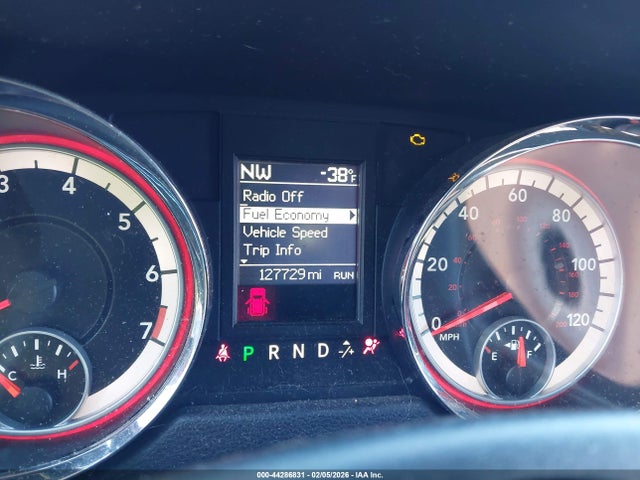 3 4 5 6 7
C H
NW -38°F
Radio Off
Fuel Economy
Vehicle Speed
Trip Info
127729 mi RUN
P R N D -/+
0 20 40 60 80 100 120
MPH
E F
000-44286831 - 02/05/2026 - IAA Inc.